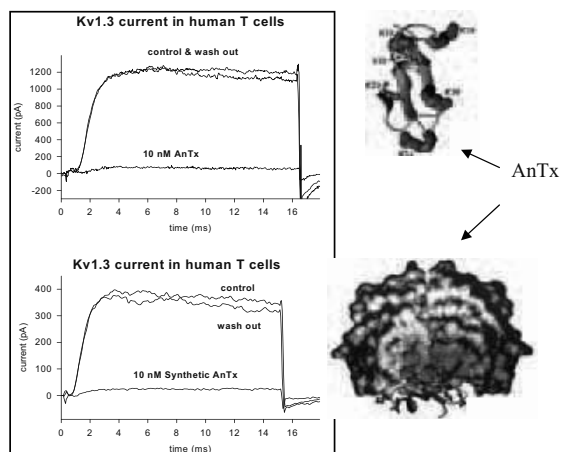 Kv1.3 current in human T cells
control & wash out
10 nM AnTx
current (pA)
1200
1000
800
600
400
200
0
-200
0 2 4 6 8 10 12 14 16
time (ms)
AnTx
Kv1.3 current in human T cells
control
wash out
10 nM Synthetic AnTx
current (pA)
400
300
200
100
0
0 2 4 6 8 10 12 14 16
time (ms)